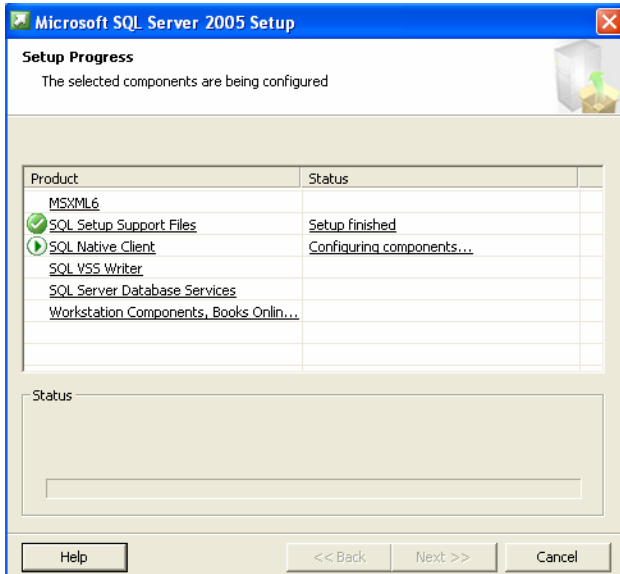 Microsoft SQL Server 2005 Setup
Setup Progress
The selected components are being configured
Product Status
MSXML6
SQL Setup Support Files Setup finished
SQL Native Client Configuring components...
SQL VSS Writer
SQL Server Database Services
Workstation Components, Books Onlin...
Status
Help << Back Next >> Cancel